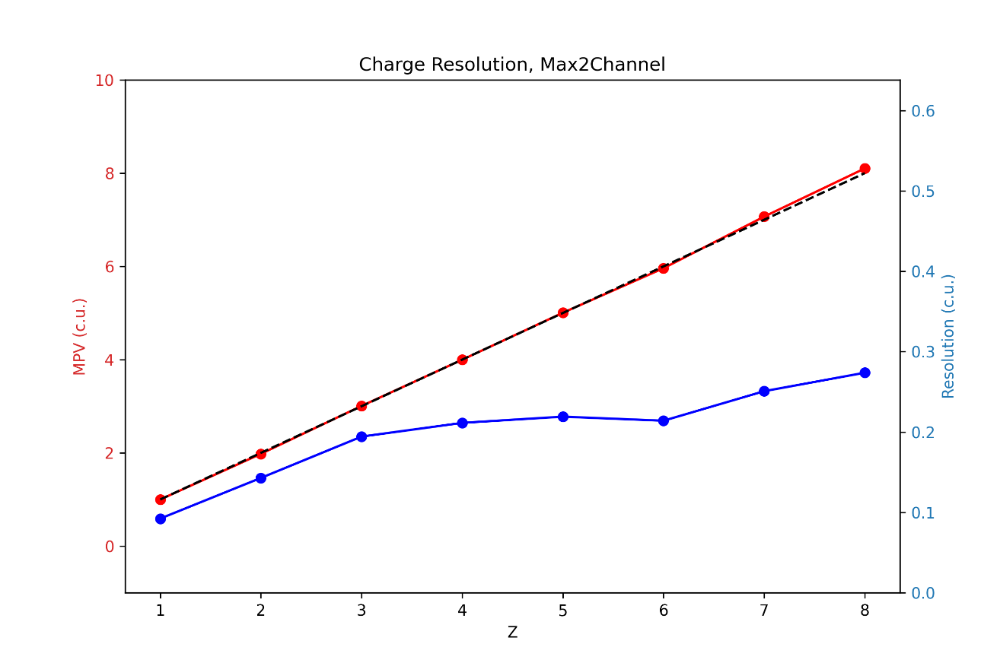 Charge Resolution, Max2Channel
10
8
6
4
2
0
MPV (c.u.)
0.6
0.5
0.4
0.3
0.2
0.1
0.0
Resolution (c.u.)
1 2 3 4 5 6 7 8
Z